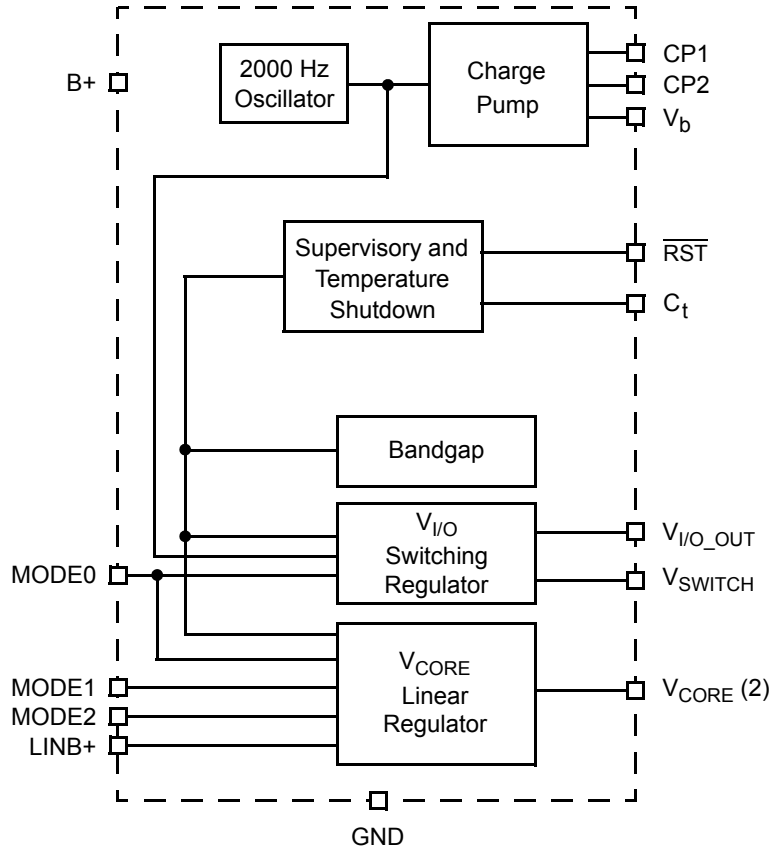 B+
2000 Hz
Oscillator
Charge
Pump
CP1
CP2
Vb
Supervisory and
Temperature
Shutdown
RST
Ct
Bandgap
VI/O
Switching
Regulator
VI/O_OUT
VSWITCH
MODE0
VCORE
Linear
Regulator
MODE1
MODE2
LINB+
VCORE (2)
GND